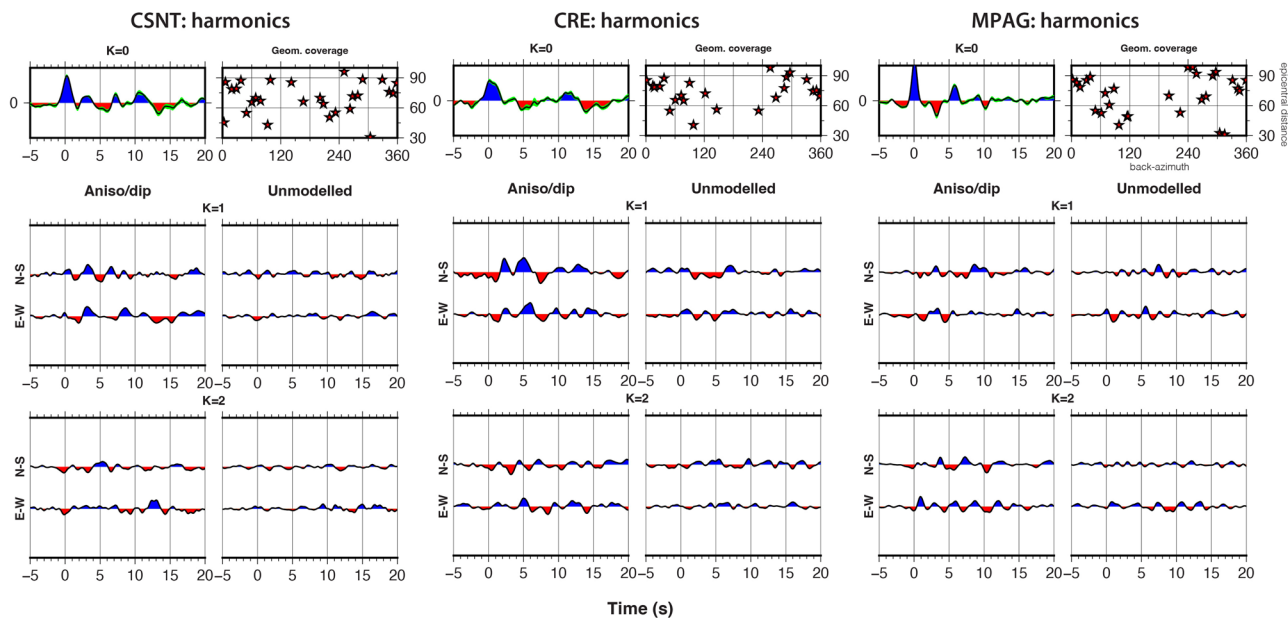 CSNT: harmonics CRE: harmonics MPAG: harmonics
K=0 Geom. coverage K=0 Geom. coverage K=0 Geom. coverage
0 90 60 30 0 90 60 30 0 90 60 30 epicentral distance
−5 0 5 10 15 20 0 120 240 360 −5 0 5 10 15 20 0 120 240 360 −5 0 5 10 15 20 0 120 240 360
back-azimuth
Aniso/dip Unmodelled Aniso/dip Unmodelled Aniso/dip Unmodelled
K=1 K=1 K=1
N-S N-S N-S
E-W E-W E-W
−5 0 5 10 15 20 −5 0 5 10 15 20 −5 0 5 10 15 20 −5 0 5 10 15 20 −5 0 5 10 15 20 −5 0 5 10 15 20
K=2 K=2 K=2
N-S N-S N-S
E-W E-W E-W
−5 0 5 10 15 20 −5 0 5 10 15 20 −5 0 5 10 15 20 −5 0 5 10 15 20 −5 0 5 10 15 20 −5 0 5 10 15 20
Time (s)